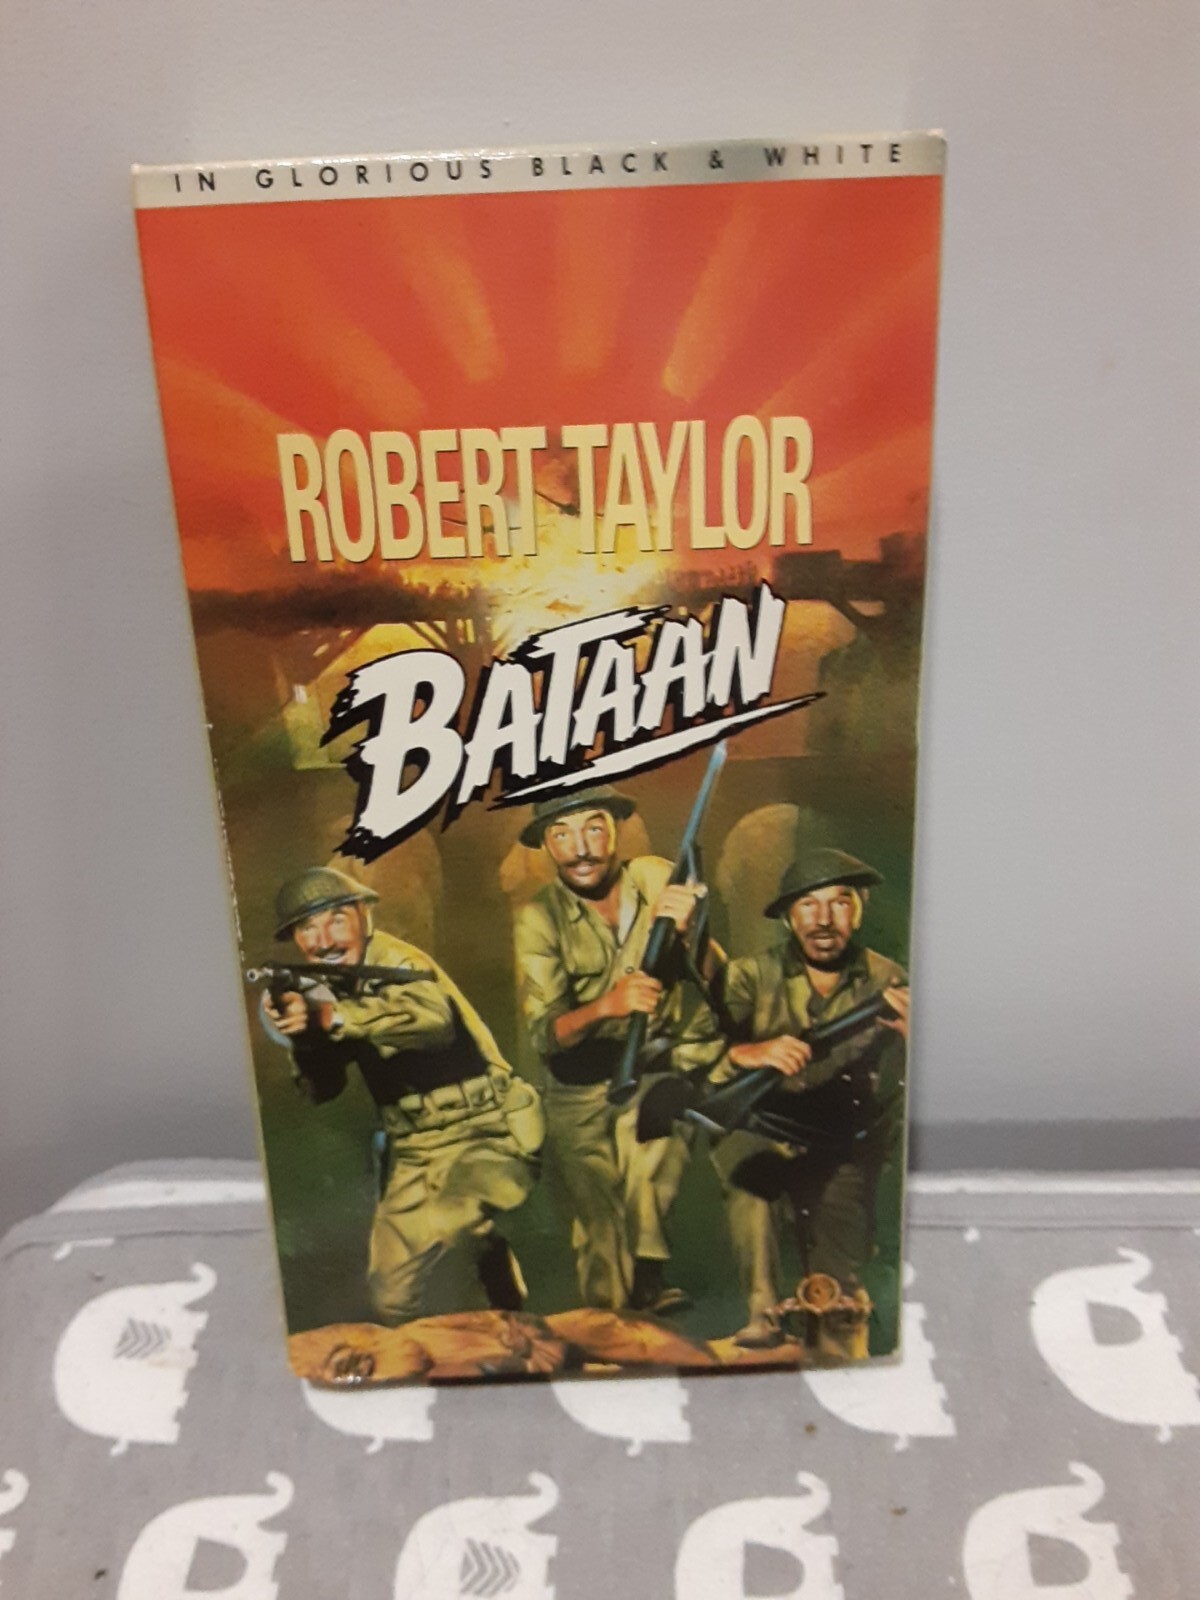 IN GLORIOUS BLACK & WHITE
ROBERT TAYLOR
BATAAN